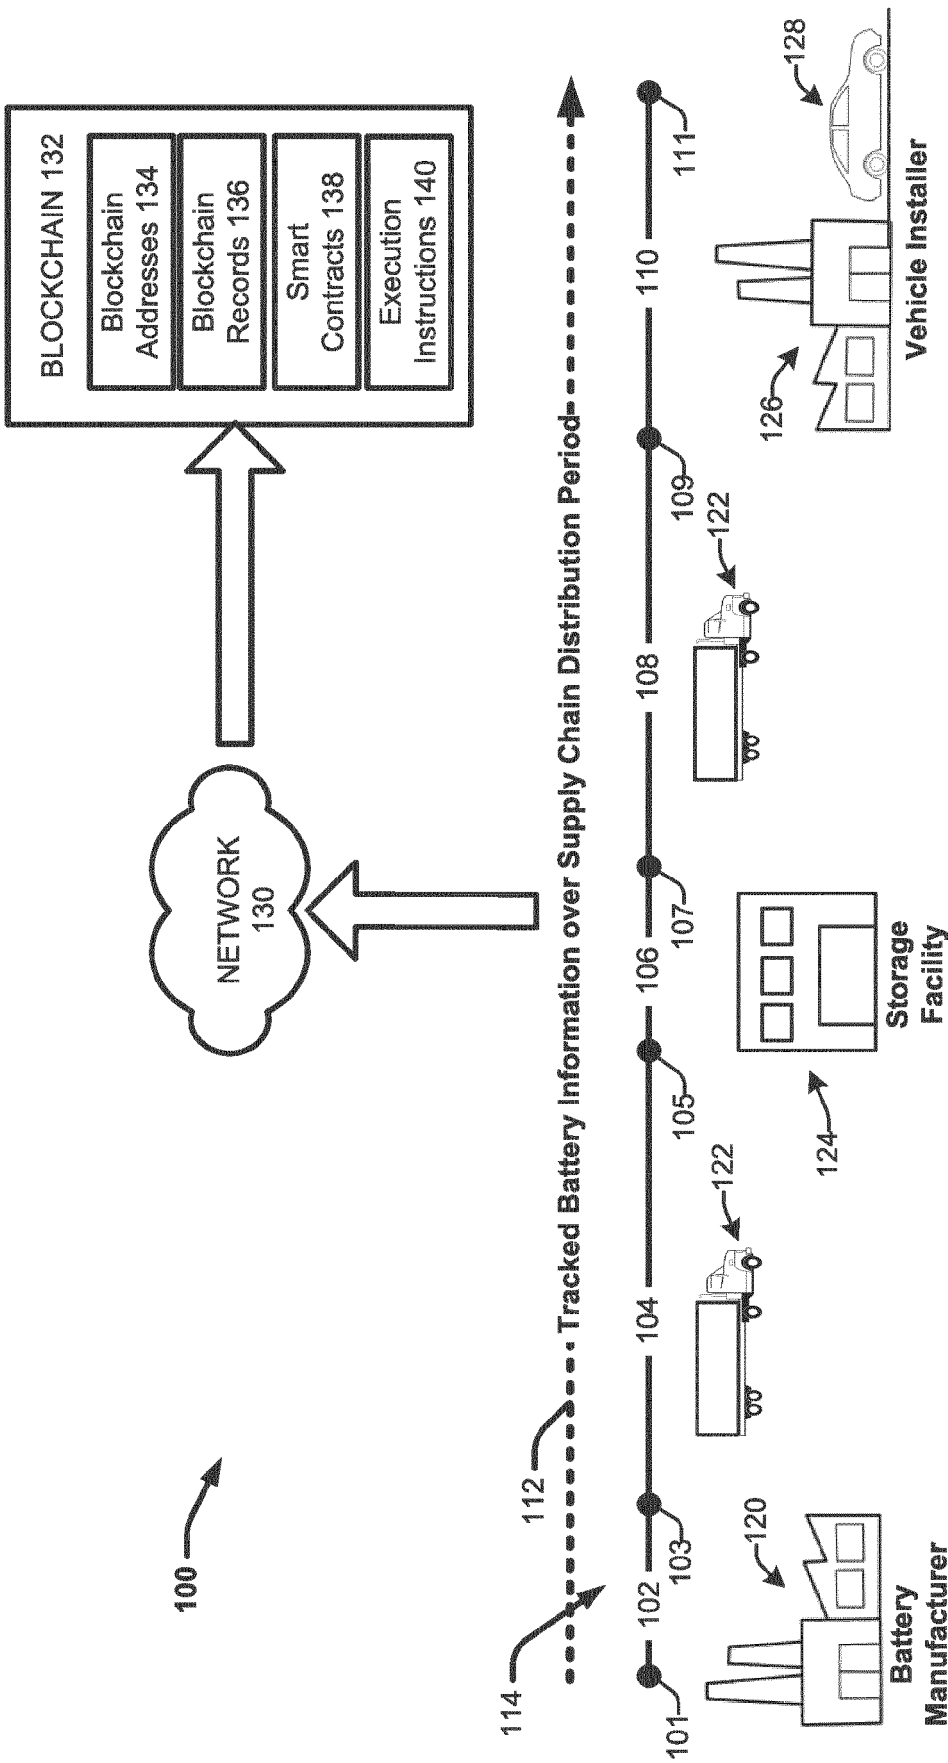 100
NETWORK
130
BLOCKCHAIN 132
Blockchain
Addresses 134
Blockchain
Records 136
Smart
Contracts 138
Execution
Instructions 140
114
112
Tracked Battery Information over Supply Chain Distribution Period
102
104
106
108
110
101
103
105
107
109
111
120
Battery
Manufacturer
122
124
Storage
Facility
122
126
128
Vehicle Installer